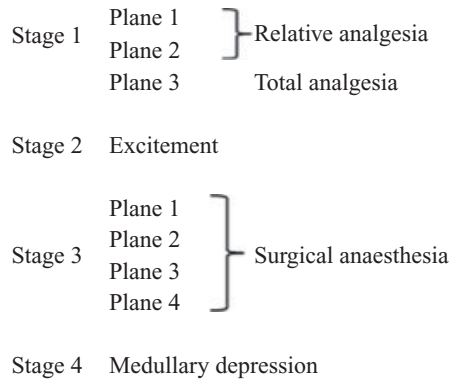 Plane 1
Stage 1 Relative analgesia
Plane 2
Plane 3 Total analgesia
Stage 2 Excitement
Plane 1
Plane 2
Stage 3 Surgical anaesthesia
Plane 3
Plane 4
Stage 4 Medullary depression